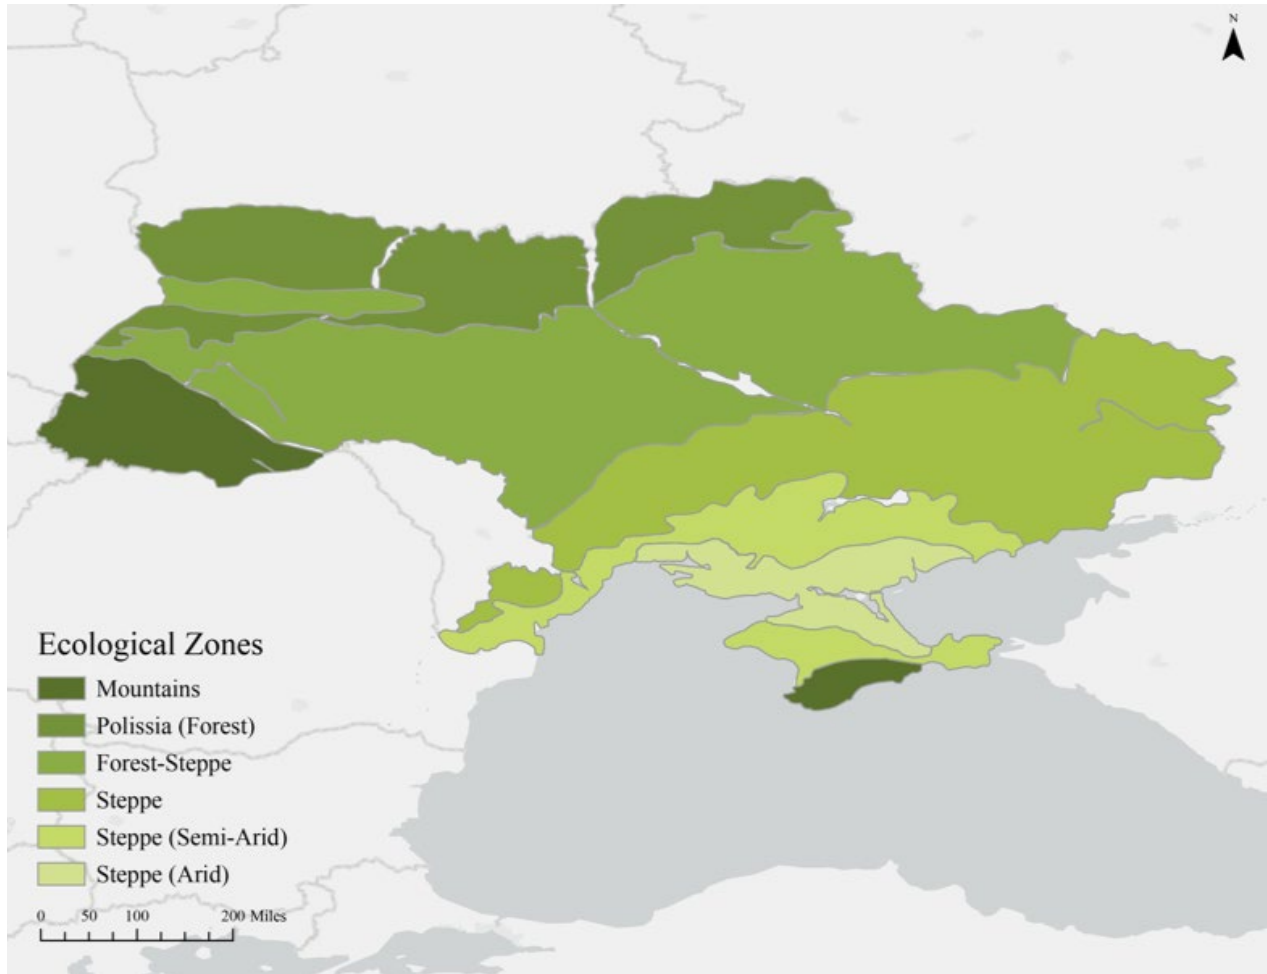 N
Ecological Zones
Mountains
Polissia (Forest)
Forest-Steppe
Steppe
Steppe (Semi-Arid)
Steppe (Arid)
0 50 100 200 Miles